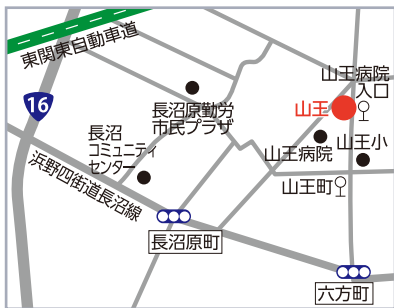 東関東自動車道
16
山王病院
入口
山王
長沼原勤労
市民プラザ
長沼
コミュニティ
センター
山王病院
山王小
山王町
浜野四街道長沼線
長沼原町
六方町